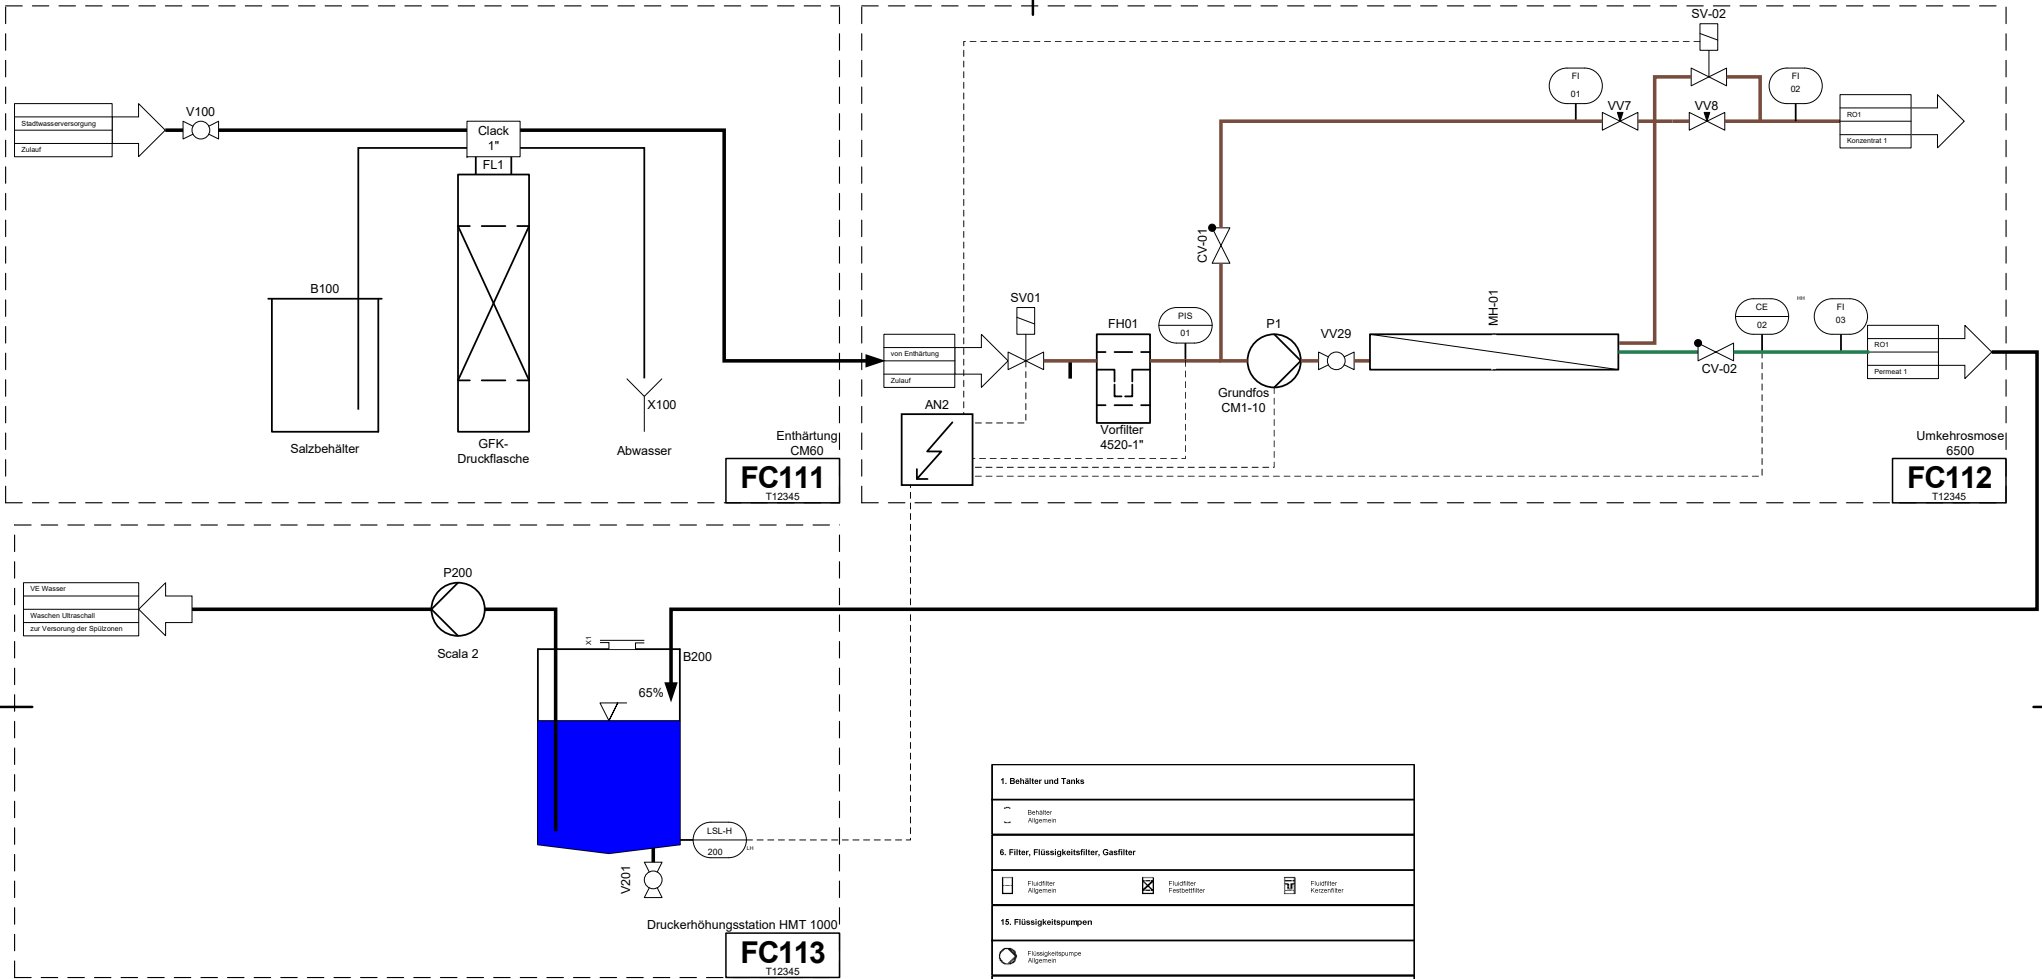 Stadtwasserversorgung
Zulauf
V100
Clack
1"
FL1
B100
Salzbehälter
GFK-
Druckflasche
X100
Abwasser
Enthärtung
CM60
FC111
T12345
SV-02
FI
01
VV7
VV8
FI
02
RO1
Konzentrat 1
CV-01
SV01
von Enthärtung
Zulauf
FH01
Vorfilter
4520-1"
PIS
01
P1
Grundfos
CM1-10
VV29
MH-01
CV-02
CE
02
HH
FI
03
RO1
Permeat 1
AN2
Umkehrosmose
6500
FC112
T12345
VE Wasser
Waschen Ultraschall
zur Versorung der Spülzonen
P200
Scala 2
X1
B200
65%
LSL-H
200
LH
V201
Druckerhöhungsstation HMT 1000
FC113
T12345
1. Behälter und Tanks
Behälter
Allgemein
6. Filter, Flüssigkeitsfilter, Gasfilter
Fluidfilter
Allgemein
Fluidfilter
Festbettfilter
Fluidfilter
Kerzenfilter
15. Flüssigkeitspumpen
Flüssigkeitspumpe
Allgemein